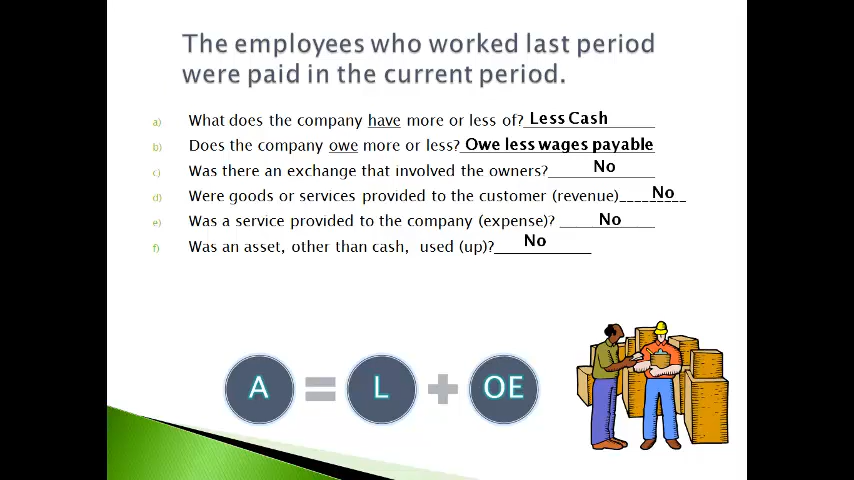 The employees who worked last period
were paid in the current period.
a) What does the company have more or less of? Less Cash
b) Does the company owe more or less? Owe less wages payable
c) Was there an exchange that involved the owners? No
d) Were goods or services provided to the customer (revenue) No
e) Was a service provided to the company (expense)? No
f) Was an asset, other than cash, used (up)? No
A = L + OE